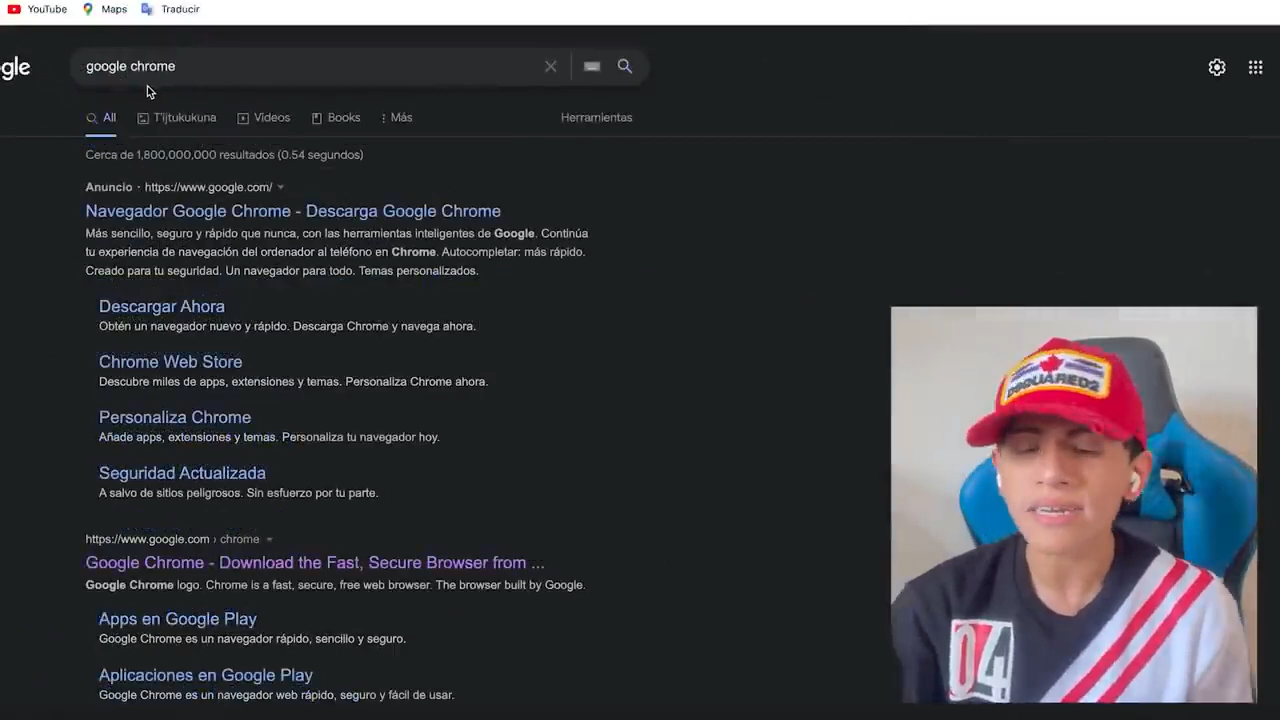 YouTube Maps Traducir
gle
google chrome
All T'ijtukukuna Videos Books Más Herramientas
Cerca de 1,800,000,000 resultados (0.54 segundos)
Anuncio · https://www.google.com/
Navegador Google Chrome - Descarga Google Chrome
Más sencillo, seguro y rápido que nunca, con las herramientas inteligentes de Google. Continúa
tu experiencia de navegación del ordenador al teléfono en Chrome. Autocompletar: más rápido.
Creado para tu seguridad. Un navegador para todo. Temas personalizados.
Descargar Ahora
Obtén un navegador nuevo y rápido. Descarga Chrome y navega ahora.
Chrome Web Store
Descubre miles de apps, extensiones y temas. Personaliza Chrome ahora.
Personaliza Chrome
Añade apps, extensiones y temas. Personaliza tu navegador hoy.
Seguridad Actualizada
A salvo de sitios peligrosos. Sin esfuerzo por tu parte.
https://www.google.com › chrome
Google Chrome - Download the Fast, Secure Browser from ...
Google Chrome logo. Chrome is a fast, secure, free web browser. The browser built by Google.
Apps en Google Play
Google Chrome es un navegador rápido, sencillo y seguro.
Aplicaciones en Google Play
Google Chrome es un navegador web rápido, seguro y fácil de usar.
DSQUARED2
04